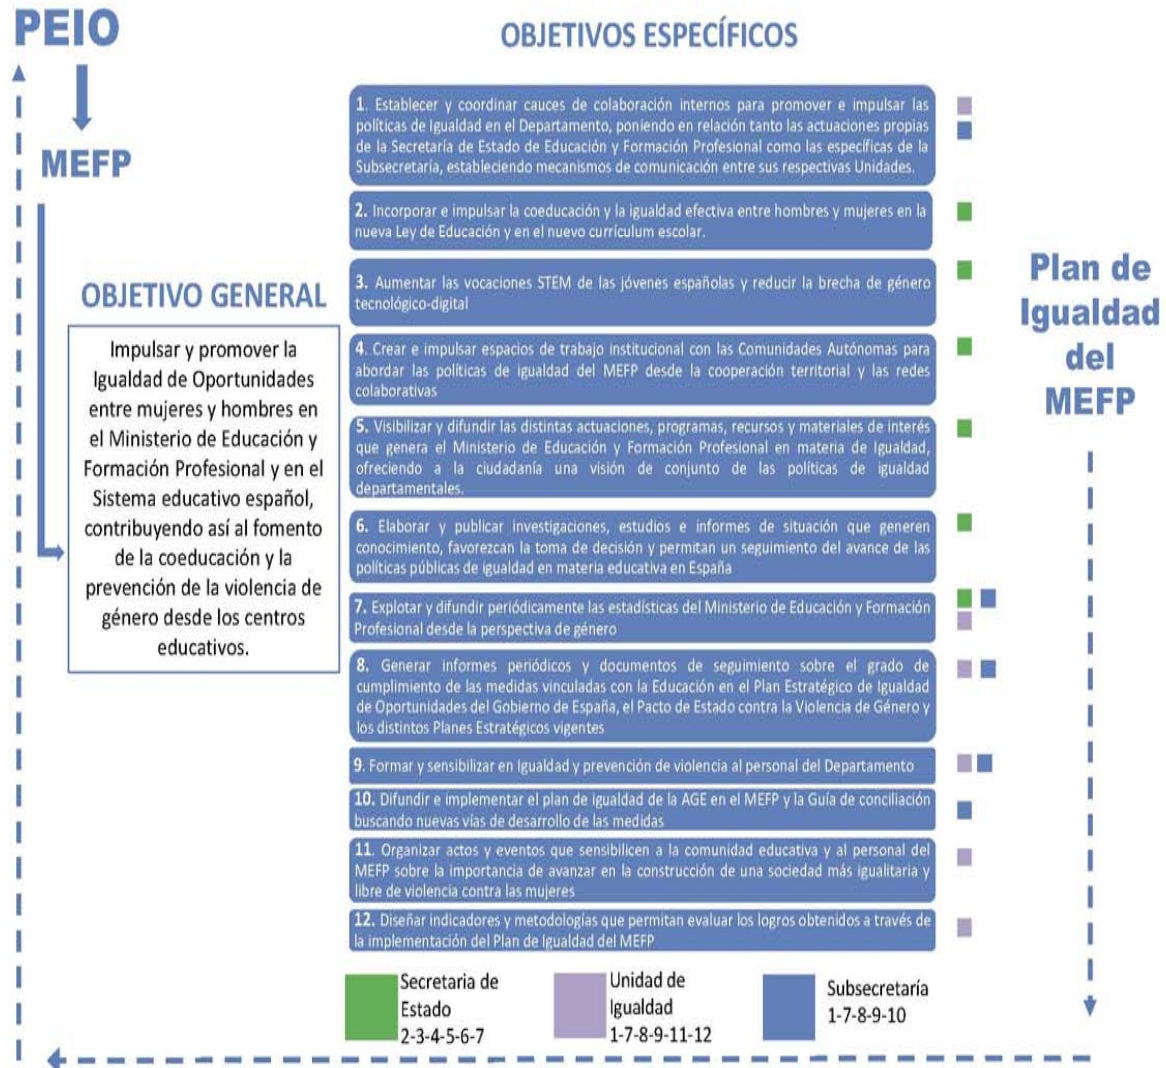 PEIO
MEFP
OBJETIVO GENERAL
Impulsar y promover la
Igualdad de Oportunidades
entre mujeres y hombres en
el Ministerio de Educación y
Formación Profesional y en el
Sistema educativo español,
contribuyendo así al fomento
de la coeducación y la
prevención de la violencia de
género desde los centros
educativos.
OBJETIVOS ESPECÍFICOS
1. Establecer y coordinar cauces de colaboración internos para promover e impulsar las
políticas de Igualdad en el Departamento, poniendo en relación tanto las actuaciones propias
de la Secretaría de Estado de Educación y Formación Profesional como las específicas de la
Subsecretaría, estableciendo mecanismos de comunicación entre sus respectivas Unidades.
2. Incorporar e impulsar la coeducación y la igualdad efectiva entre hombres y mujeres en la
nueva Ley de Educación y en el nuevo currículum escolar.
3. Aumentar las vocaciones STEM de las jóvenes españolas y reducir la brecha de género
tecnológico-digital
4. Crear e impulsar espacios de trabajo institucional con las Comunidades Autónomas para
abordar las políticas de igualdad del MEFP desde la cooperación territorial y las redes
colaborativas
5. Visibilizar y difundir las distintas actuaciones, programas, recursos y materiales de interés
que genera el Ministerio de Educación y Formación Profesional en materia de Igualdad,
ofreciendo a la ciudadanía una visión de conjunto de las políticas de igualdad
departamentales.
6. Elaborar y publicar investigaciones, estudios e informes de situación que generen
conocimiento, favorezcan la toma de decisión y permitan un seguimiento del avance de las
políticas públicas de igualdad en materia educativa en España
7. Explotar y difundir periódicamente las estadísticas del Ministerio de Educación y Formación
Profesional desde la perspectiva de género
8. Generar informes periódicos y documentos de seguimiento sobre el grado de
cumplimiento de las medidas vinculadas con la Educación en el Plan Estratégico de Igualdad
de Oportunidades del Gobierno de España, el Pacto de Estado contra la Violencia de Género y
los distintos Planes Estratégicos vigentes
9. Formar y sensibilizar en Igualdad y prevención de violencia al personal del Departamento
10. Difundir e implementar el plan de Igualdad de la AGE en el MEFP y la Guía de conciliación
buscando nuevas vías de desarrollo de las medidas
11. Organizar actos y eventos que sensibilicen a la comunidad educativa y al personal del
MEFP sobre la importancia de avanzar en la construcción de una sociedad más igualitaria y
libre de violencia contra las mujeres
12. Diseñar indicadores y metodologías que permitan evaluar los logros obtenidos a través de
la implementación del Plan de Igualdad del MEFP
Plan de
Igualdad
del
MEFP
Secretaria de
Estado
2-3-4-5-6-7
Unidad de
Igualdad
1-7-8-9-11-12
Subsecretaría
1-7-8-9-10